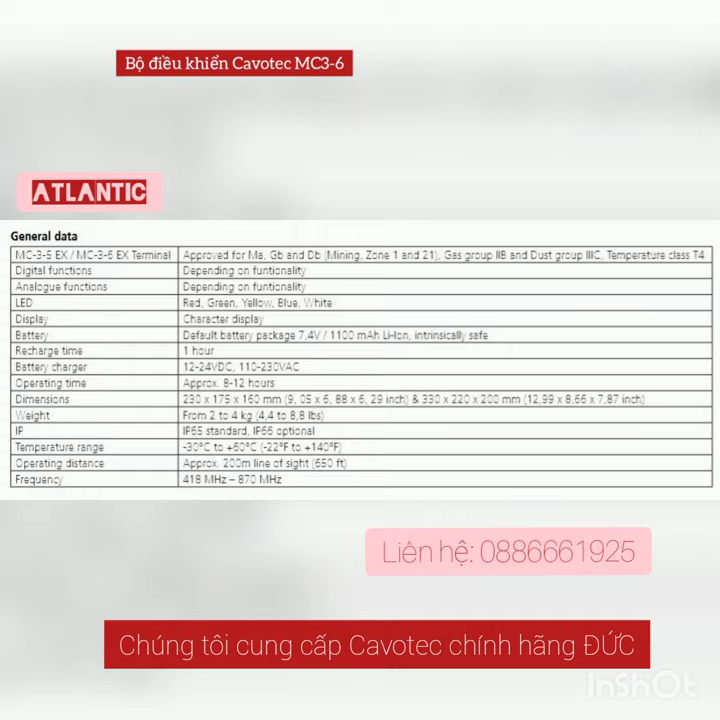 Bộ điều khiển Cavotec MC3-6
ATLANTIC
General data
MC-3-5 EX / MC-3-6 EX Terminal Approved for Ma, Gb and Db (Mining, Zone 1 and 21), Gas group IIB and Dust group IIIC, Temperature class T4
Digital functions Depending on funtionality
Analogue functions Depending on funtionality
LED Red, Green, Yellow, Blue, White
Display Character display
Battery Default battery package 7,4V / 1100 mAh Li-Ion, intrinsically safe
Recharge time 1 hour
Battery charger 12-24VDC, 110-230VAC
Operating time Approx. 8-12 hours
Dimensions 230 x 175 x 160 mm (9, 05 x 6, 88 x 6, 29 inch) & 330 x 220 x 200 mm (12,99 x 8,66 x 7,87 inch)
Weight From 2 to 4 kg (4,4 to 8,8 lbs)
IP IP65 standard, IP66 optional
Temperature range -30°C to +60°C (-22°F to +140°F)
Operating distance Approx. 200m line of sight (650 ft)
Frequency 418 MHz – 870 MHz
Liên hệ: 0886661925
Chúng tôi cung cấp Cavotec chính hãng ĐỨC
InShOt